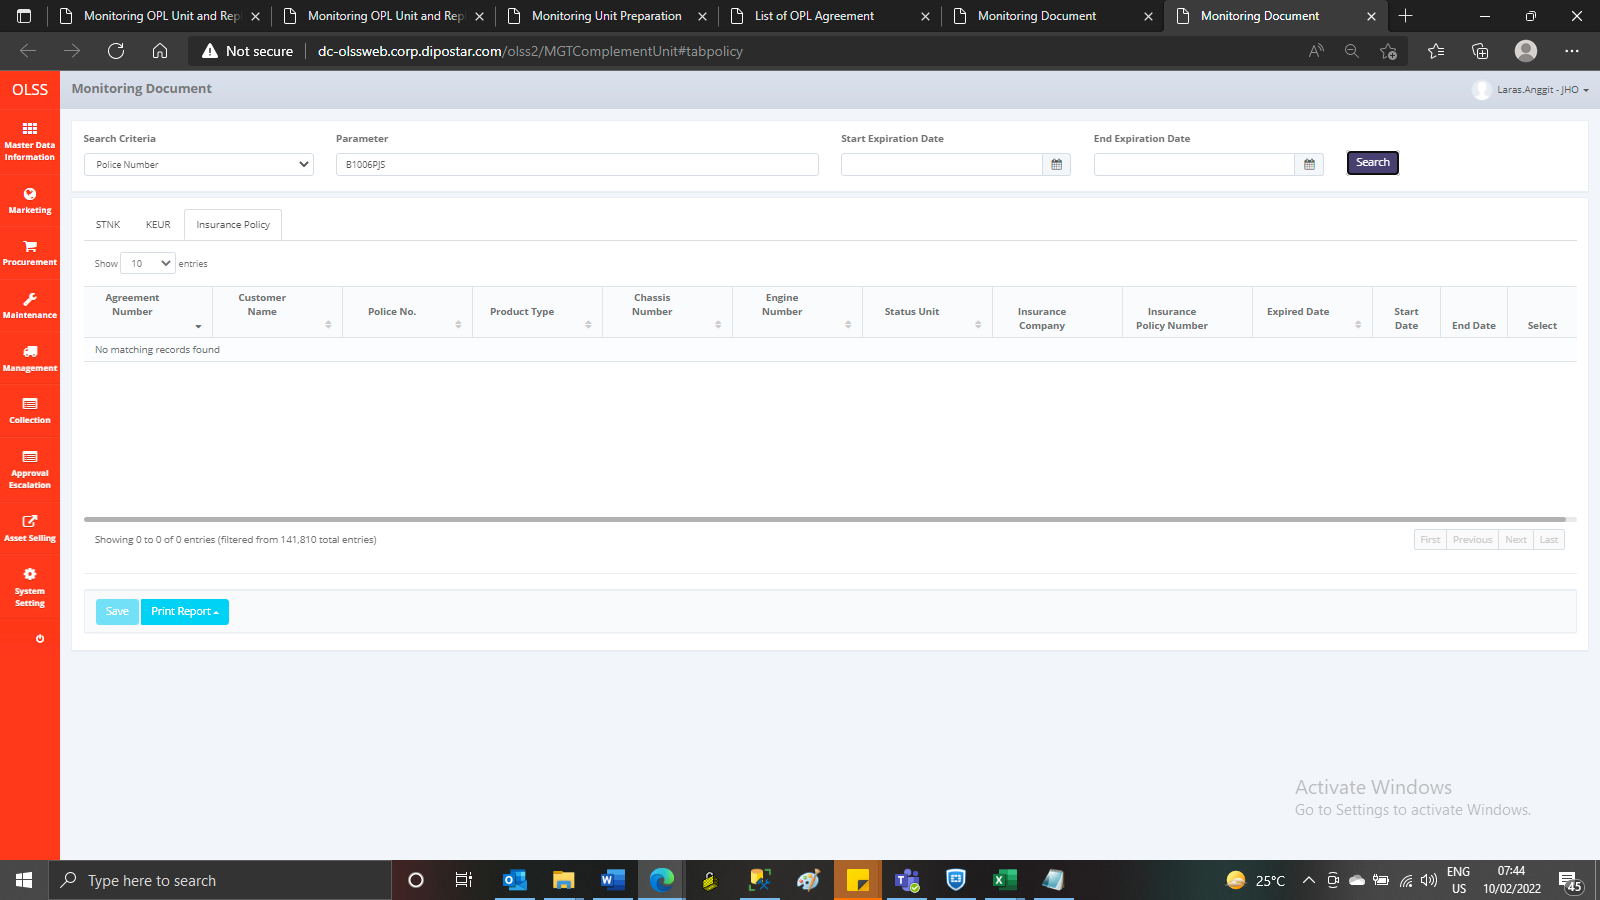 Monitoring OPL Unit and Rep
Monitoring OPL Unit and Rep
Monitoring Unit Preparation
List of OPL Agreement
Monitoring Document
Monitoring Document
Not secure
dc-olssweb.corp.dipostar.com/olss2/MGTComplementUnit#tabpolicy
OLSS
Monitoring Document
Laras.Anggit - JHO
Master Data
Information
Marketing
Procurement
Maintenance
Management
Collection
Approval
Escalation
Asset Selling
System
Setting
Search Criteria
Parameter
Start Expiration Date
End Expiration Date
Police Number
B1006PJS
Search
STNK
KEUR
Insurance Policy
Show 10 entries
Agreement
Number
Customer
Name
Police No.
Product Type
Chassis
Number
Engine
Number
Status Unit
Insurance
Company
Insurance
Policy Number
Expired Date
Start
Date
End Date
Select
No matching records found
Showing 0 to 0 of 0 entries (filtered from 141,810 total entries)
First
Previous
Next
Last
Save
Print Report
Activate Windows
Go to Settings to activate Windows.
Type here to search
25°C
ENG
US
07:44
10/02/2022
45